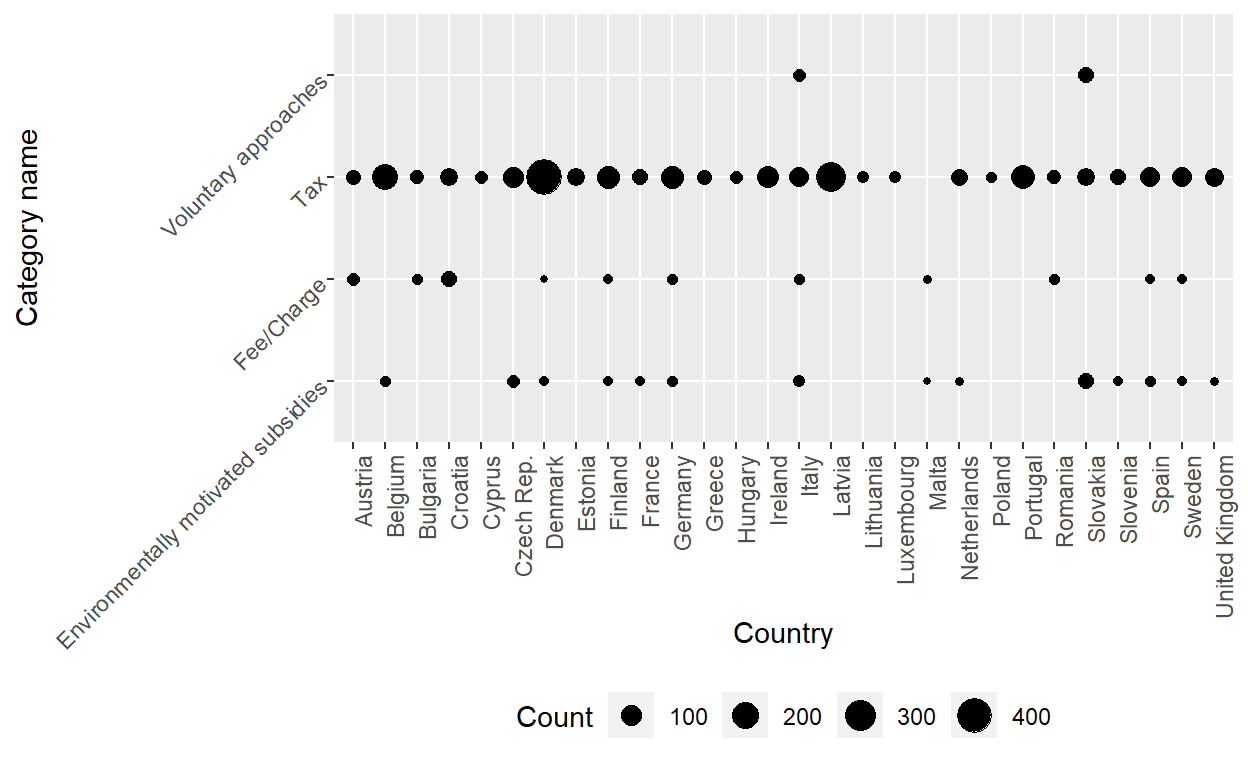 Category name
Voluntary approaches
Tax
Fee/Charge
Environmentally motivated subsidies
Austria
Belgium
Bulgaria
Croatia
Cyprus
Czech Rep.
Denmark
Estonia
Finland
France
Germany
Greece
Hungary
Ireland
Italy
Latvia
Lithuania
Luxembourg
Malta
Netherlands
Poland
Portugal
Romania
Slovakia
Slovenia
Spain
Sweden
United Kingdom
Country
Count 100 200 300 400